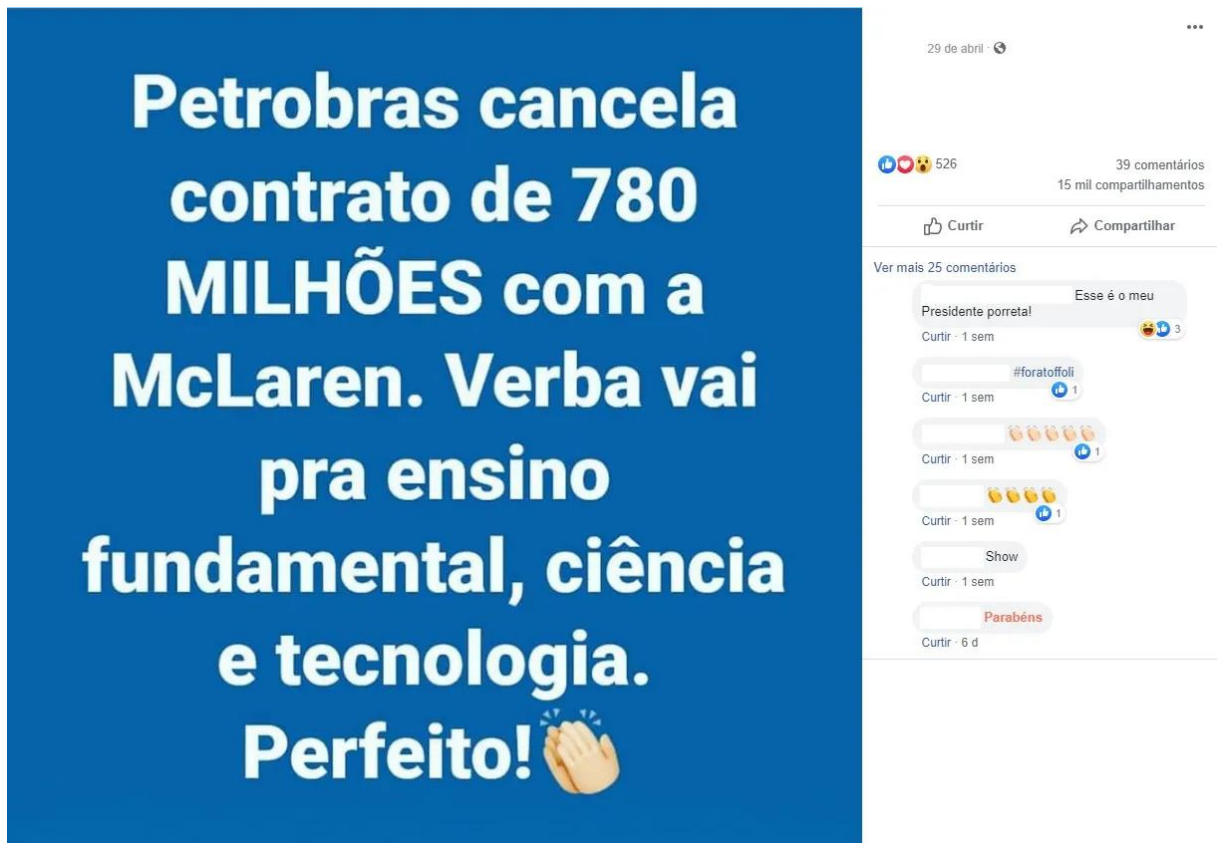 Petrobras cancela
contrato de 780
MILHÕES com a
McLaren. Verba vai
pra ensino
fundamental, ciência
e tecnologia.
Perfeito!
29 de abril ·
526
39 comentários
15 mil compartilhamentos
Curtir
Compartilhar
Ver mais 25 comentários
Esse é o meu
Presidente porreta!
3
Curtir · 1 sem
#foratoffoli
1
Curtir · 1 sem
1
Curtir · 1 sem
1
Curtir · 1 sem
Show
Curtir · 1 sem
Parabéns
Curtir · 6 d